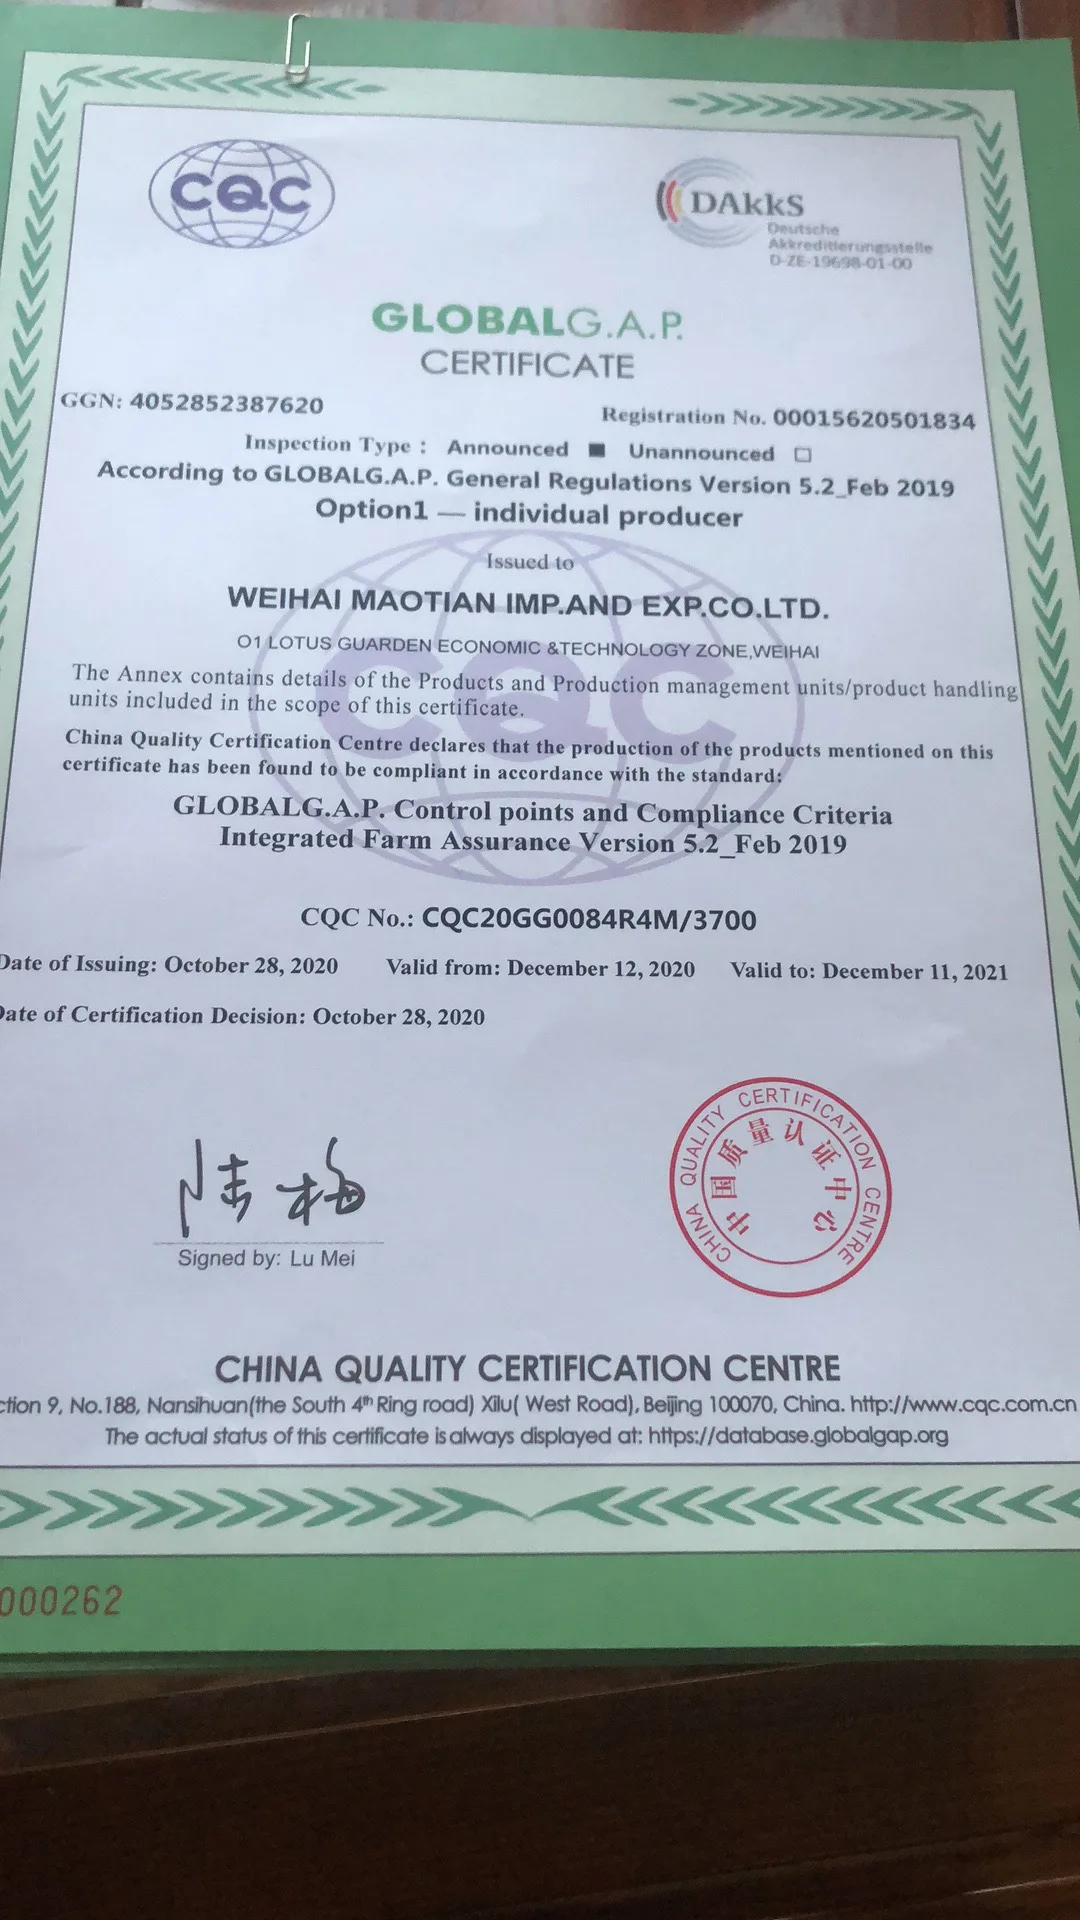 CQC
DAkkS
Deutsche
Akkreditierungsstelle
D-ZE-19698-01-00
GLOBALG.A.P.
CERTIFICATE
GGN: 4052852387620
Registration No. 00015620501834
Inspection Type : Announced ■ Unannounced □
According to GLOBALG.A.P. General Regulations Version 5.2_Feb 2019
Option1 — individual producer
Issued to
WEIHAI MAOTIAN IMP.AND EXP.CO.LTD.
O1 LOTUS GUARDEN ECONOMIC &TECHNOLOGY ZONE,WEIHAI
The Annex contains details of the Products and Production management units/product handling
units included in the scope of this certificate.
China Quality Certification Centre declares that the production of the products mentioned on this
certificate has been found to be compliant in accordance with the standard:
GLOBALG.A.P. Control points and Compliance Criteria
Integrated Farm Assurance Version 5.2_Feb 2019
CQC
CQC No.: CQC20GG0084R4M/3700
Date of Issuing: October 28, 2020 Valid from: December 12, 2020 Valid to: December 11, 2021
Date of Certification Decision: October 28, 2020
陆梅
Signed by: Lu Mei
CHINA QUALITY CERTIFICATION CENTRE
中国质量认证中心
CHINA QUALITY CERTIFICATION CENTRE
ction 9, No.188, Nansihuan(the South 4th Ring road) Xilu( West Road), Beijing 100070, China. http://www.cqc.com.cn
The actual status of this certificate is always displayed at: https://database.globalgap.org
000262